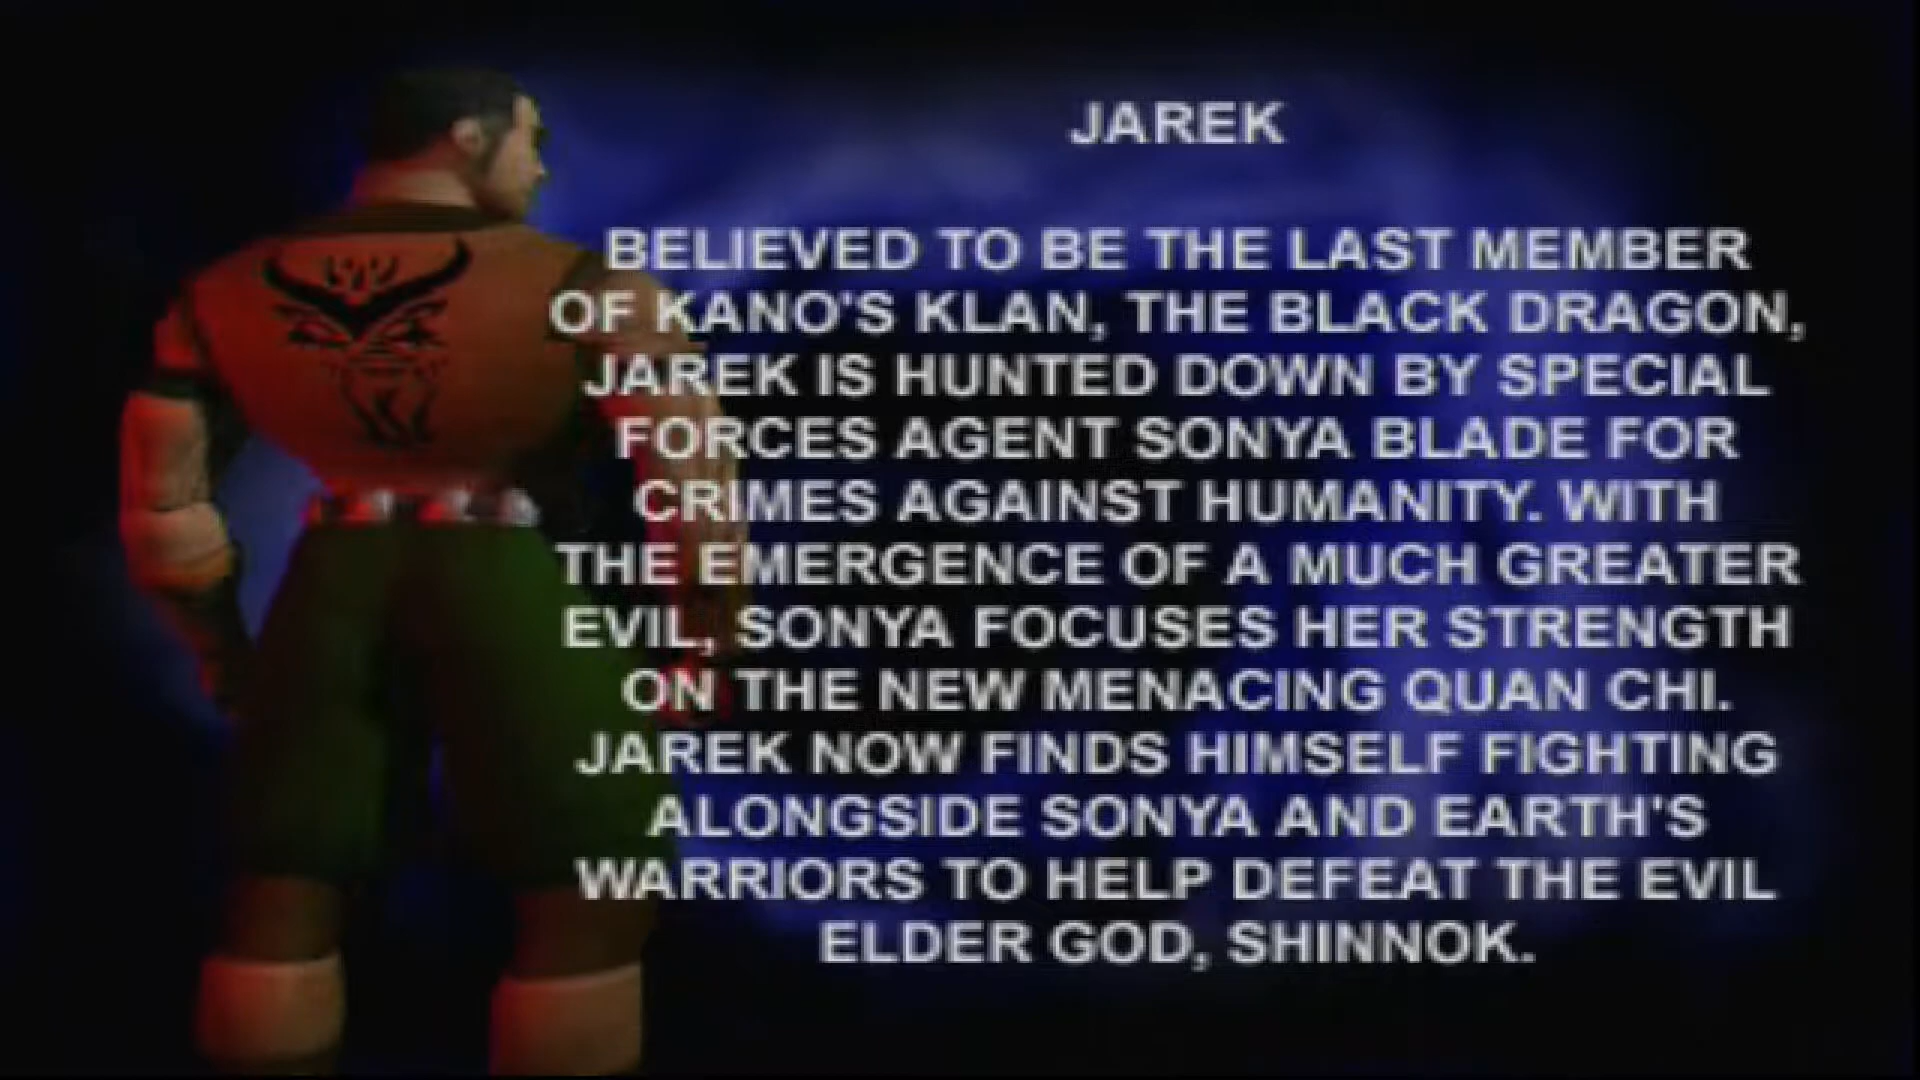 JAREK
BELIEVED TO BE THE LAST MEMBER
OF KANO'S KLAN, THE BLACK DRAGON,
JAREK IS HUNTED DOWN BY SPECIAL
FORCES AGENT SONYA BLADE FOR
CRIMES AGAINST HUMANITY. WITH
THE EMERGENCE OF A MUCH GREATER
EVIL, SONYA FOCUSES HER STRENGTH
ON THE NEW MENACING QUAN CHI.
JAREK NOW FINDS HIMSELF FIGHTING
ALONGSIDE SONYA AND EARTH'S
WARRIORS TO HELP DEFEAT THE EVIL
ELDER GOD, SHINNOK.